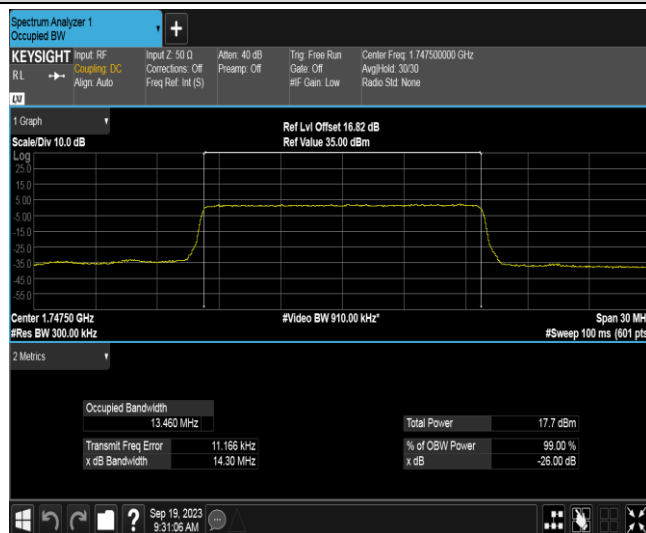 Spectrum Analyzer 1
Occupied BW
+
KEYSIGHT
RL
LXI
Input: RF
Coupling: DC
Align: Auto
Input Z: 50 Ω
Corrections: Off
Freq Ref: Int (S)
Atten: 40 dB
Preamp: Off
Trig: Free Run
Gate: Off
#IF Gain: Low
Center Freq: 1.747500000 GHz
Avg|Hold: 30/30
Radio Std: None
1 Graph
Scale/Div 10.0 dB
Ref Lvl Offset 16.82 dB
Ref Value 35.00 dBm
Log
25.0
15.0
5.00
-5.00
-15.0
-25.0
-35.0
-45.0
-55.0
Center 1.74750 GHz
#Res BW 300.00 kHz
#Video BW 910.00 kHz*
Span 30 MH
#Sweep 100 ms (601 pts
2 Metrics
Occupied Bandwidth
13.460 MHz
Transmit Freq Error 11.166 kHz
x dB Bandwidth 14.30 MHz
Total Power 17.7 dBm
% of OBW Power 99.00 %
x dB -26.00 dB
?
Sep 19, 2023
9:31:06 AM